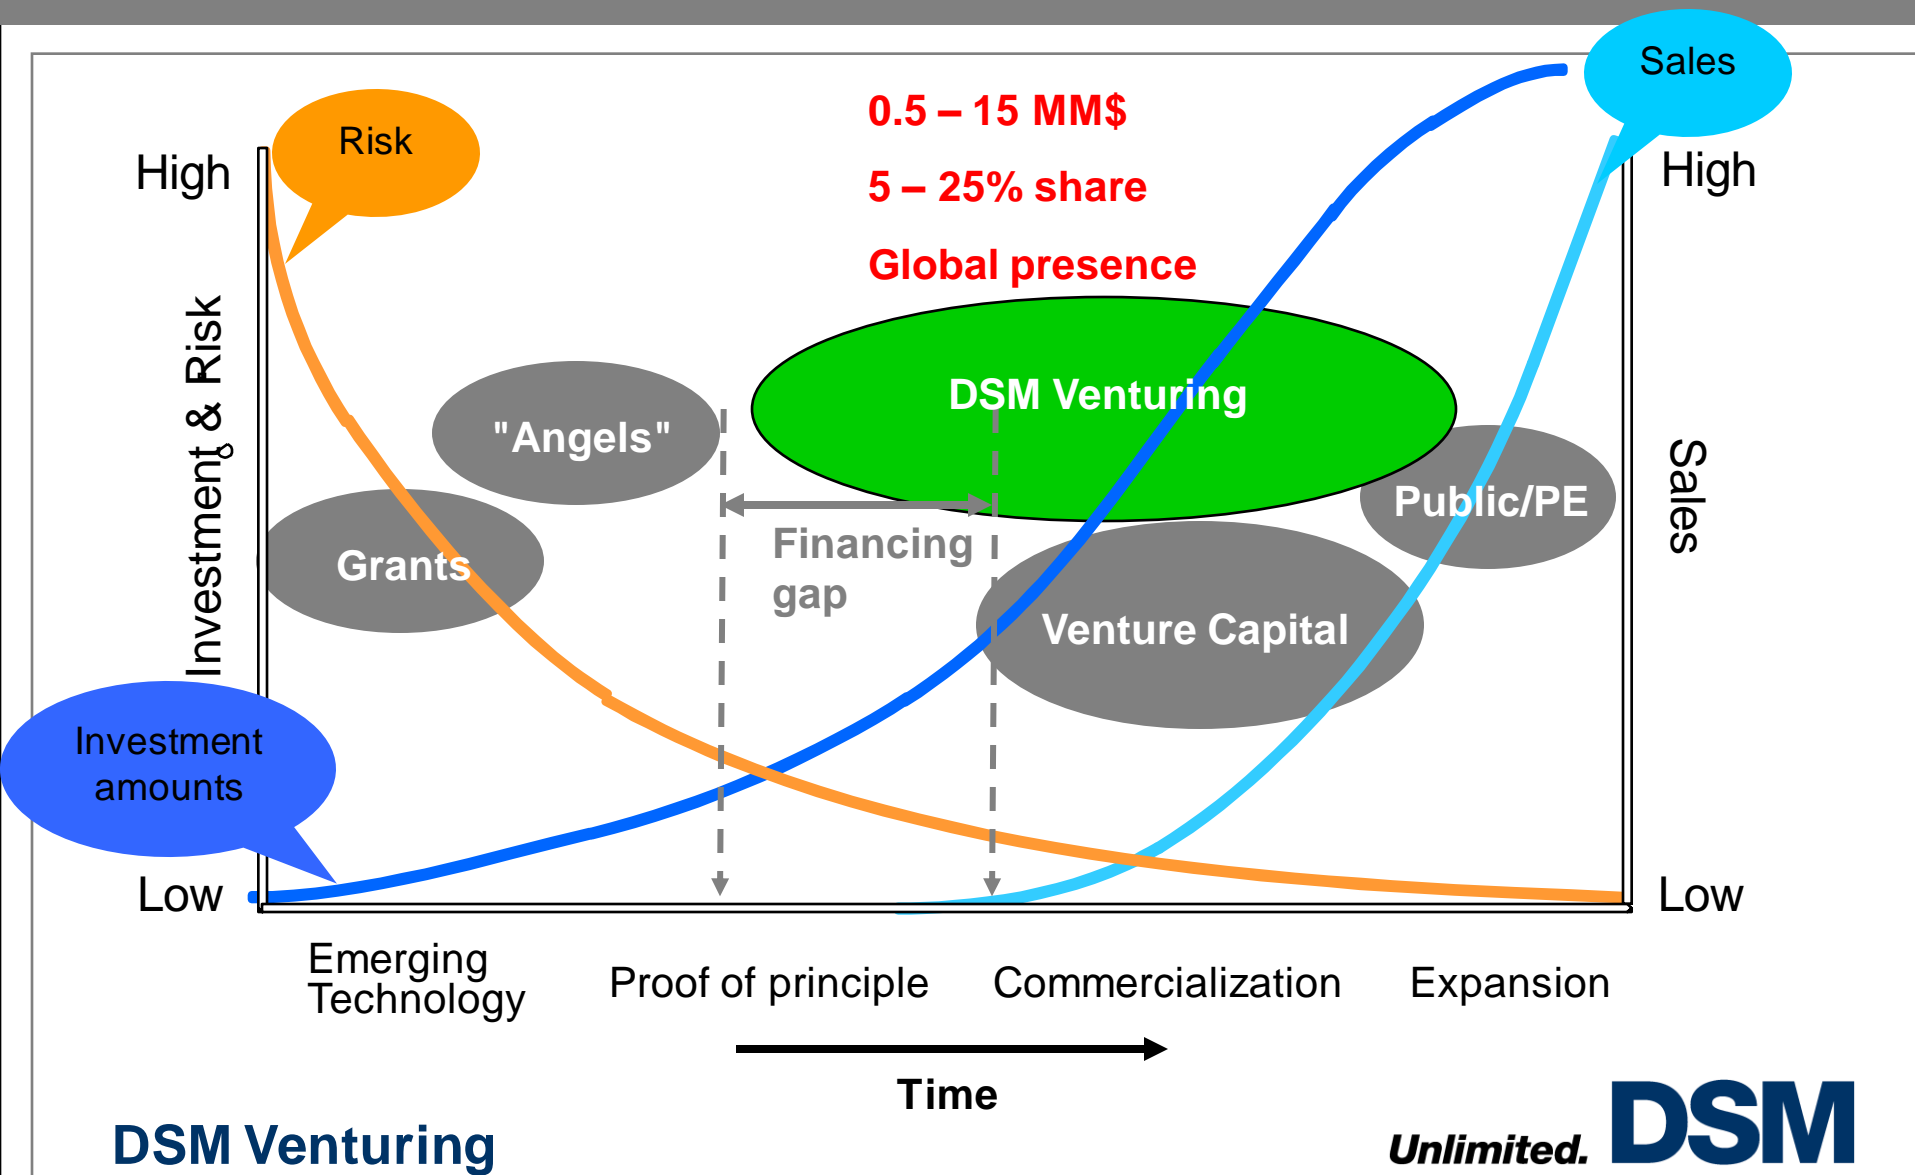 Sales
0.5 – 15 MM$
Risk
High
High
5 – 25% share
Global presence
Investment & Risk
DSM Venturing
"Angels"
Sales
Public/PE
Financing
gap
Grants
Venture Capital
Investment
amounts
Low
Low
Emerging
Technology
Proof of principle
Commercialization
Expansion
Time
DSM Venturing
Unlimited. DSM